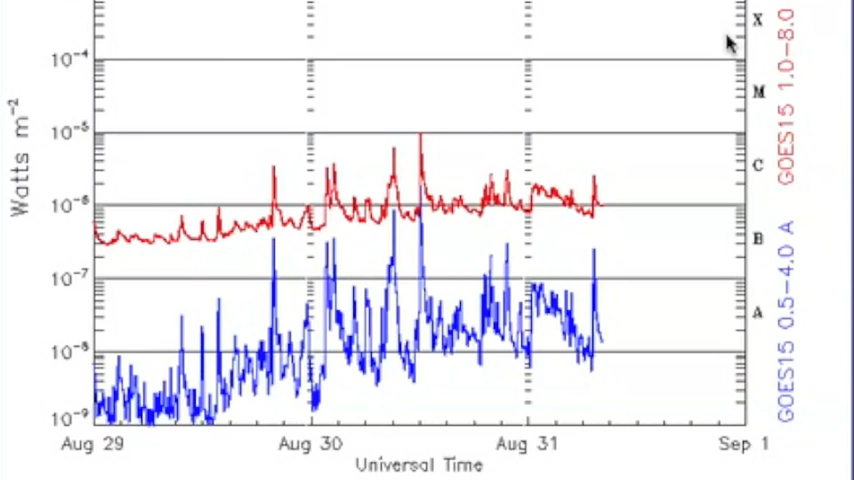 X
10⁻⁴
M
10⁻⁵
C
10⁻⁶
B
10⁻⁷
A
10⁻⁸
10⁻⁹
Watts m⁻²
Aug 29 Aug 30 Aug 31 Sep 1
Universal Time
GOES15 1.0–8.0
GOES15 0.5–4.0 A